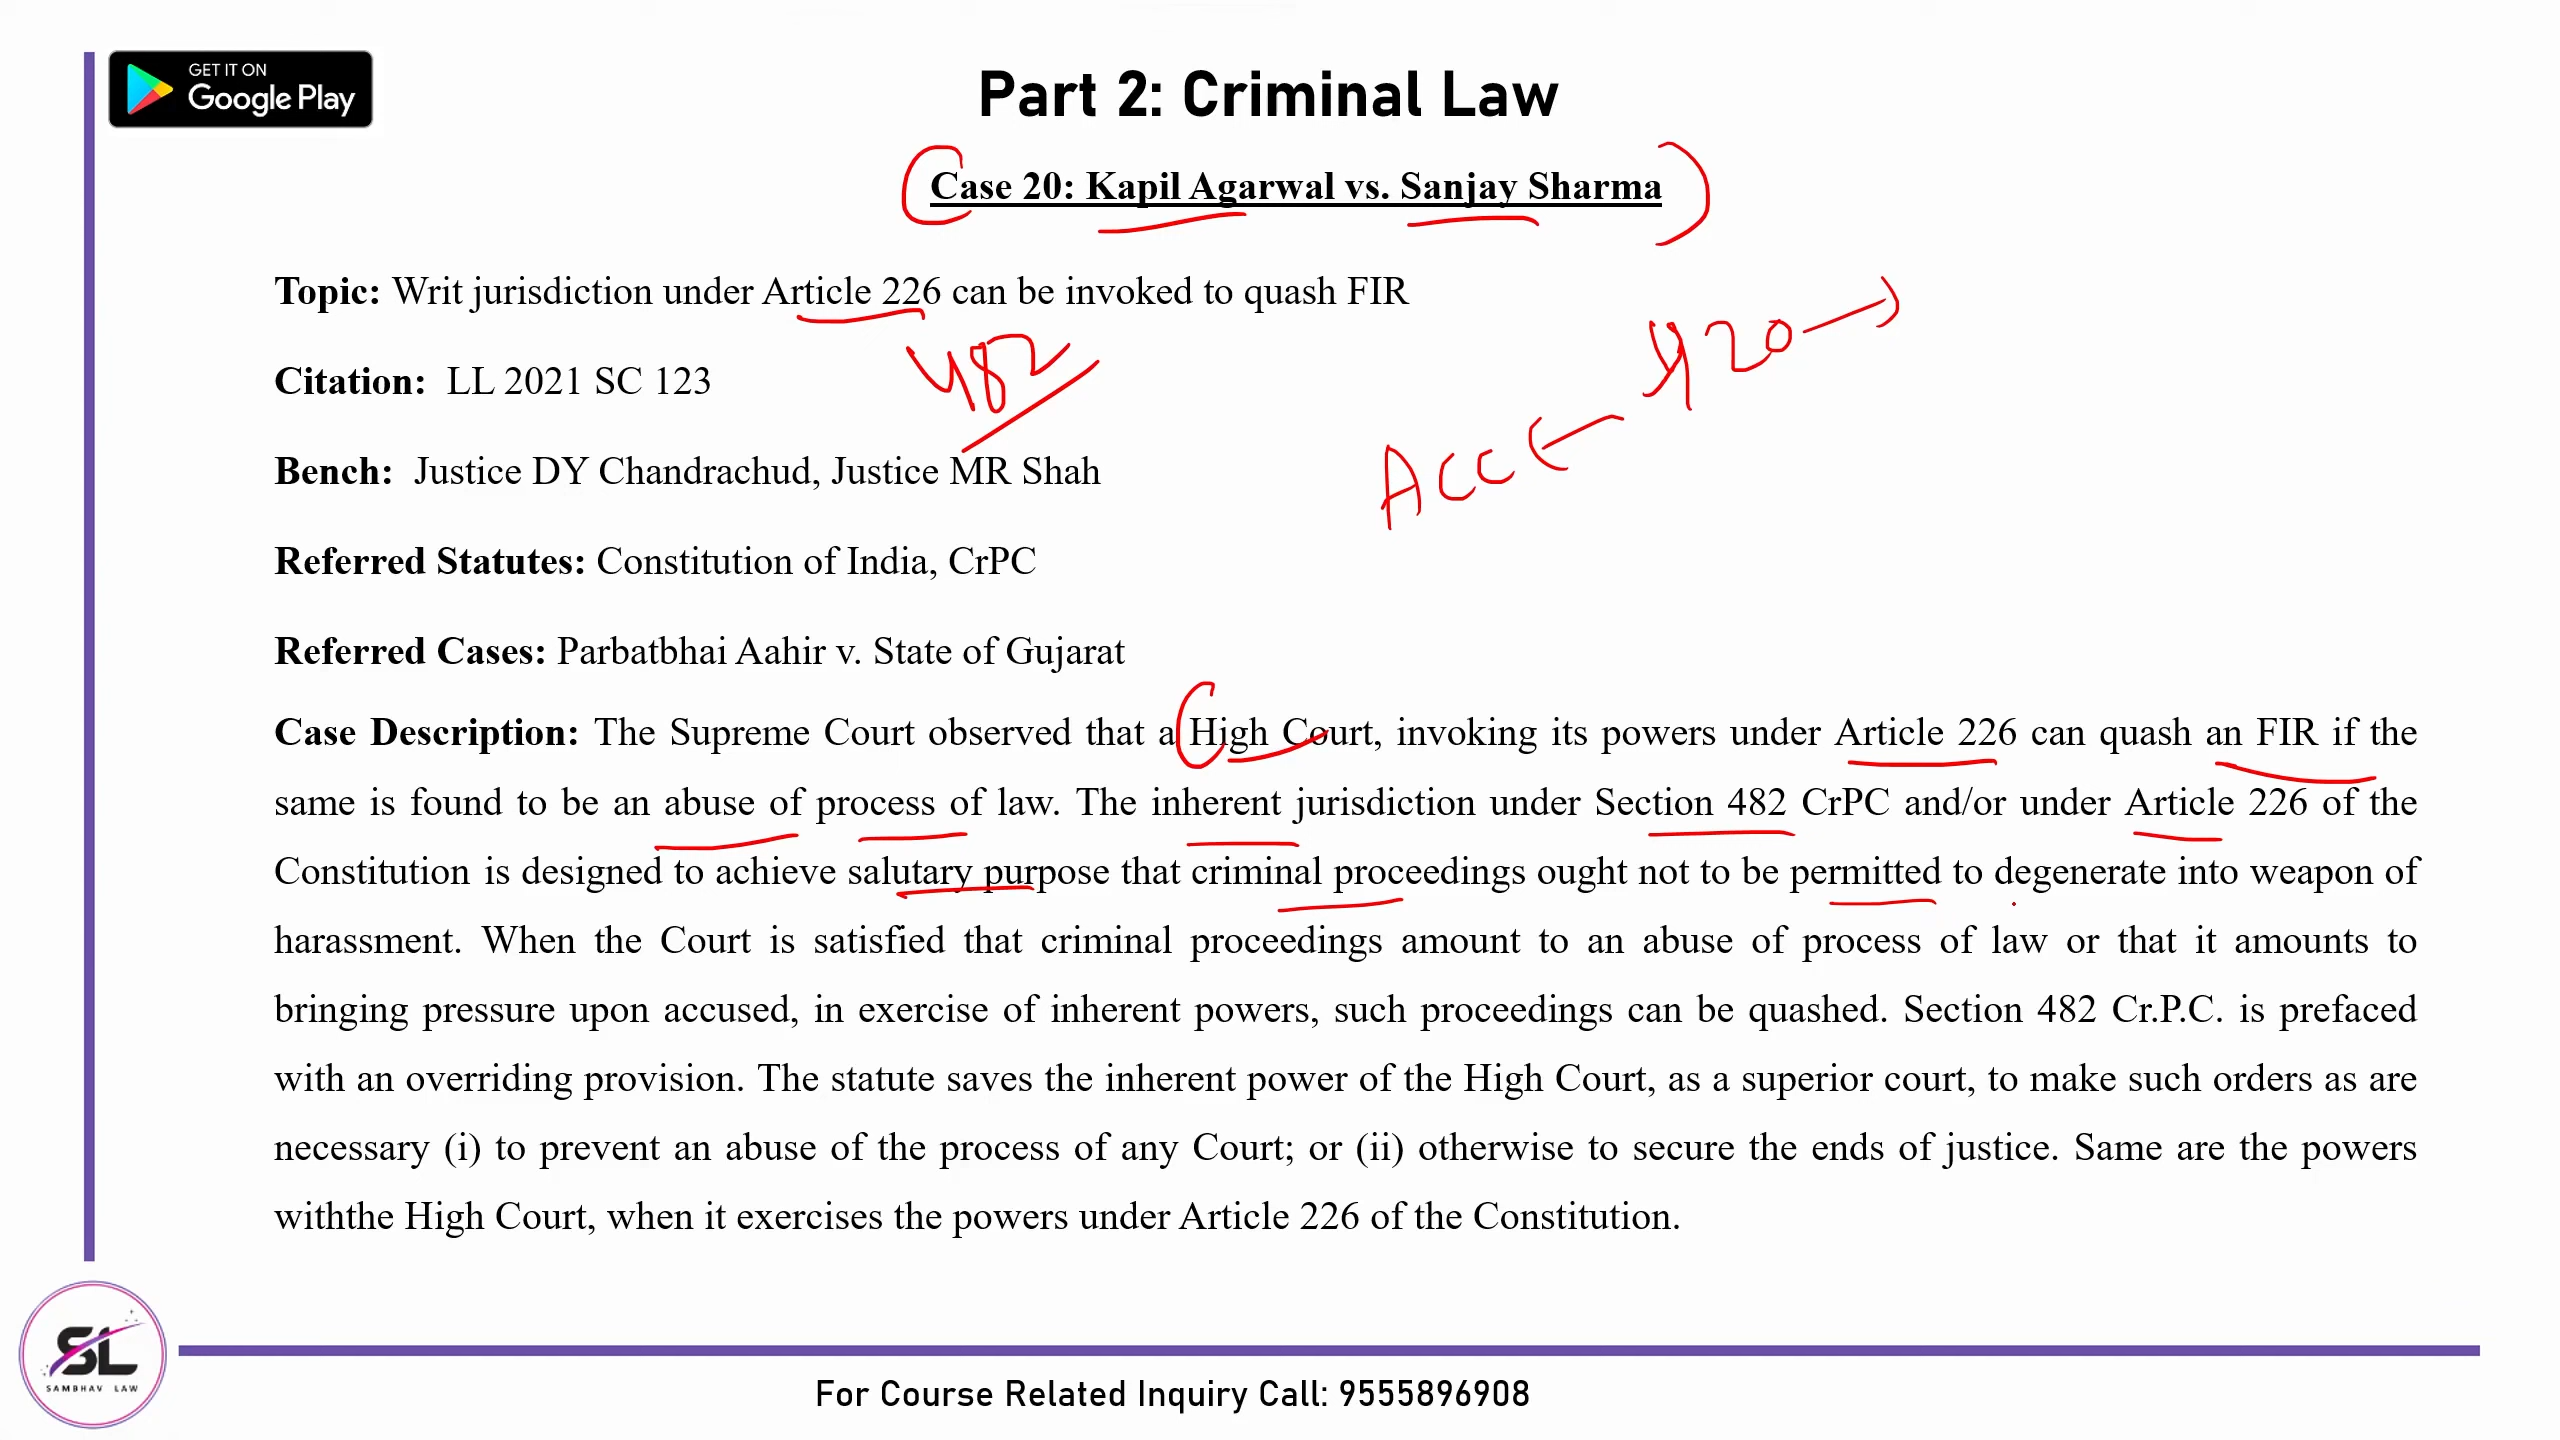 GET IT ON
Google Play
Part 2: Criminal Law
Case 20: Kapil Agarwal vs. Sanjay Sharma
Topic: Writ jurisdiction under Article 226 can be invoked to quash FIR
482
420
Citation: LL 2021 SC 123
Acc
Bench: Justice DY Chandrachud, Justice MR Shah
Referred Statutes: Constitution of India, CrPC
Referred Cases: Parbatbhai Aahir v. State of Gujarat
Case Description: The Supreme Court observed that a High Court, invoking its powers under Article 226 can quash an FIR if the
same is found to be an abuse of process of law. The inherent jurisdiction under Section 482 CrPC and/or under Article 226 of the
Constitution is designed to achieve salutary purpose that criminal proceedings ought not to be permitted to degenerate into weapon of
harassment. When the Court is satisfied that criminal proceedings amount to an abuse of process of law or that it amounts to
bringing pressure upon accused, in exercise of inherent powers, such proceedings can be quashed. Section 482 Cr.P.C. is prefaced
with an overriding provision. The statute saves the inherent power of the High Court, as a superior court, to make such orders as are
necessary (i) to prevent an abuse of the process of any Court; or (ii) otherwise to secure the ends of justice. Same are the powers
withthe High Court, when it exercises the powers under Article 226 of the Constitution.
SL
SAMBHAV LAW
For Course Related Inquiry Call: 9555896908